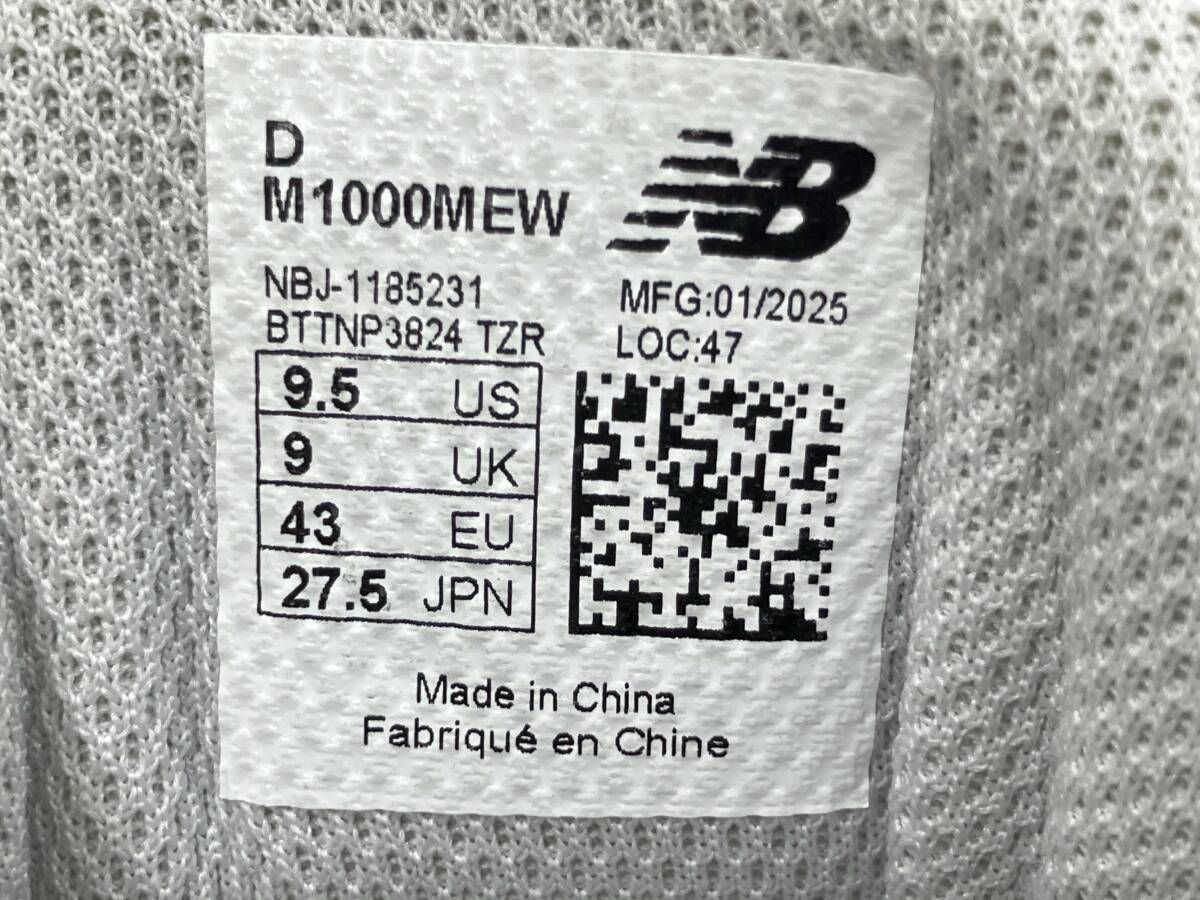 D
M1000MEW
NB
NBJ-1185231
BTTNP3824 TZR
MFG:01/2025
LOC:47
9.5 US
9 UK
43 EU
27.5 JPN
Made in China
Fabriqué en Chine